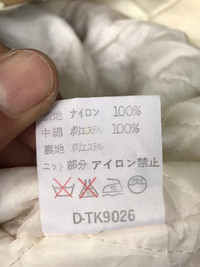 表地 ナイロン 100%
中綿 ポリエステル 100%
裏地 ポリエステル
ニット部分アイロン禁止
D-TK9026